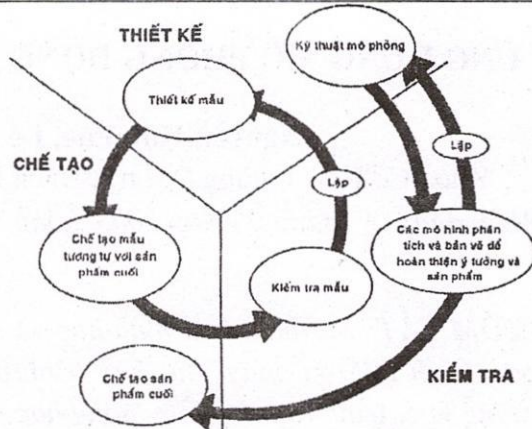 THIẾT KẾ
Kỹ thuật mô phỏng
Thiết kế mẫu
CHẾ TẠO
Lặp
Lặp
Chế tạo mẫu
tương tự với sản
phẩm cuối
Các mô hình phân
tích và bản vẽ để
hoàn thiện ý tưởng và
sản phẩm
Kiểm tra mẫu
Chế tạo sản
phẩm cuối
KIỂM TRA